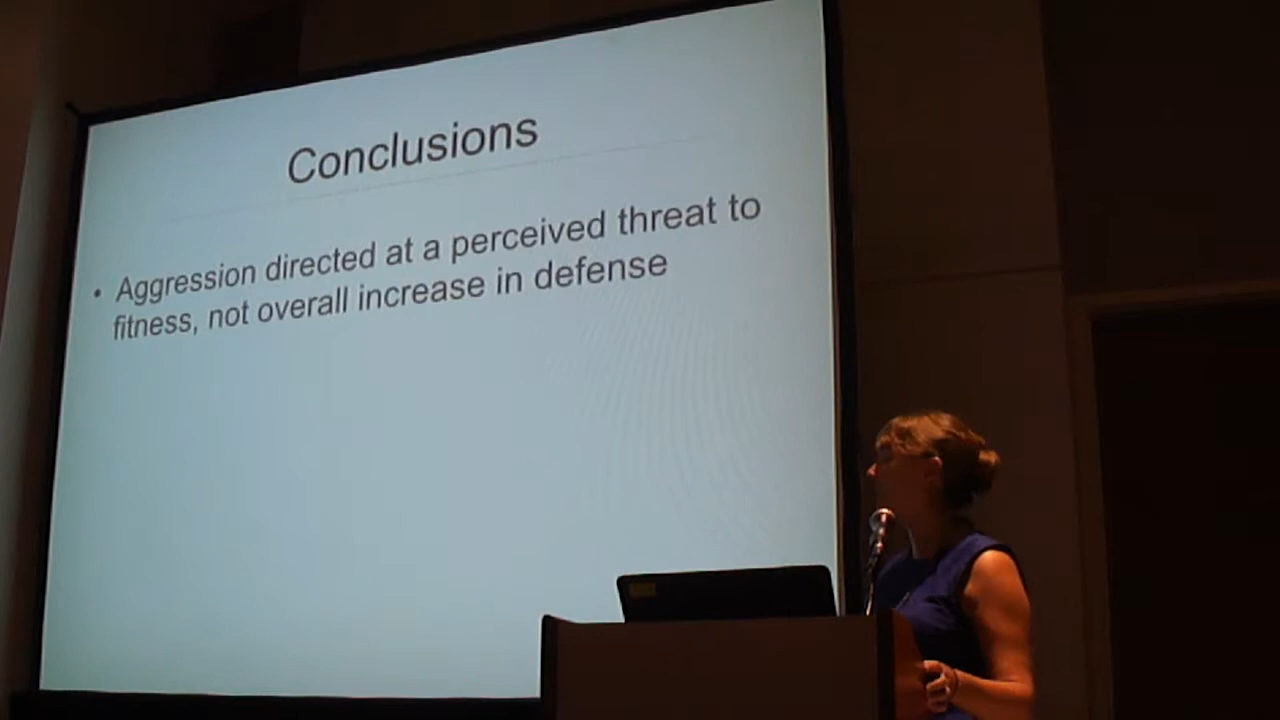 Conclusions
• Aggression directed at a perceived threat to
fitness, not overall increase in defense